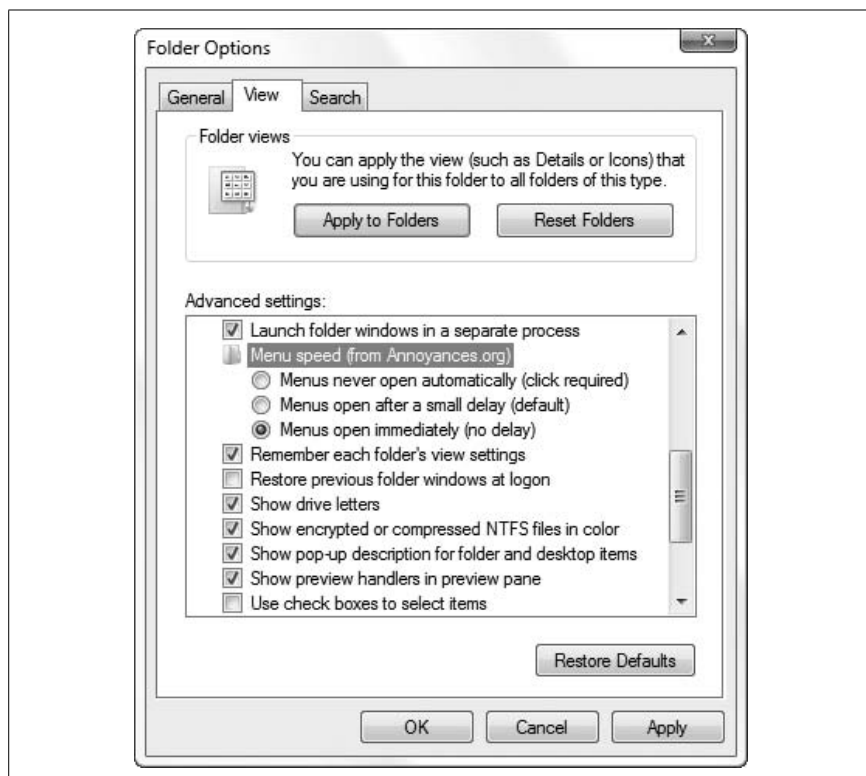 Folder Options
General View Search
Folder views
You can apply the view (such as Details or Icons) that
you are using for this folder to all folders of this type.
Apply to Folders Reset Folders
Advanced settings:
Launch folder windows in a separate process
Menu speed (from Annoyances.org)
Menus never open automatically (click required)
Menus open after a small delay (default)
Menus open immediately (no delay)
Remember each folder's view settings
Restore previous folder windows at logon
Show drive letters
Show encrypted or compressed NTFS files in color
Show pop-up description for folder and desktop items
Show preview handlers in preview pane
Use check boxes to select items
Restore Defaults
OK Cancel Apply